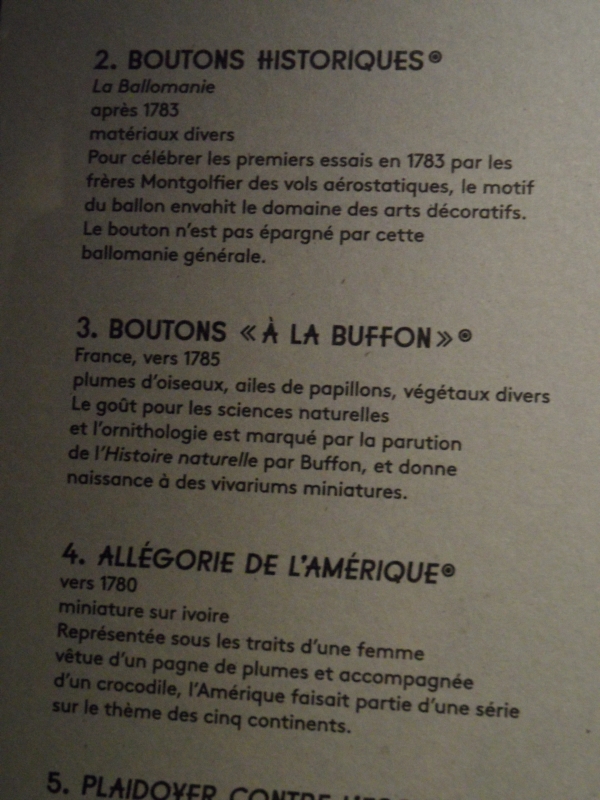 2. BOUTONS HISTORIQUES
La Ballomanie
après 1783
matériaux divers
Pour célébrer les premiers essais en 1783 par les
frères Montgolfier des vols aérostatiques, le motif
du ballon envahit le domaine des arts décoratifs.
Le bouton n'est pas épargné par cette
ballomanie générale.
3. BOUTONS « À LA BUFFON »
France, vers 1785
plumes d'oiseaux, ailes de papillons, végétaux divers
Le goût pour les sciences naturelles
et l'ornithologie est marqué par la parution
de l'Histoire naturelle par Buffon, et donne
naissance à des vivariums miniatures.
4. ALLÉGORIE DE L'AMÉRIQUE
vers 1780
miniature sur ivoire
Représentée sous les traits d'une femme
vêtue d'un pagne de plumes et accompagnée
d'un crocodile, l'Amérique faisait partie d'une série
sur le thème des cinq continents.
5. PLAIDOYER CONTRE